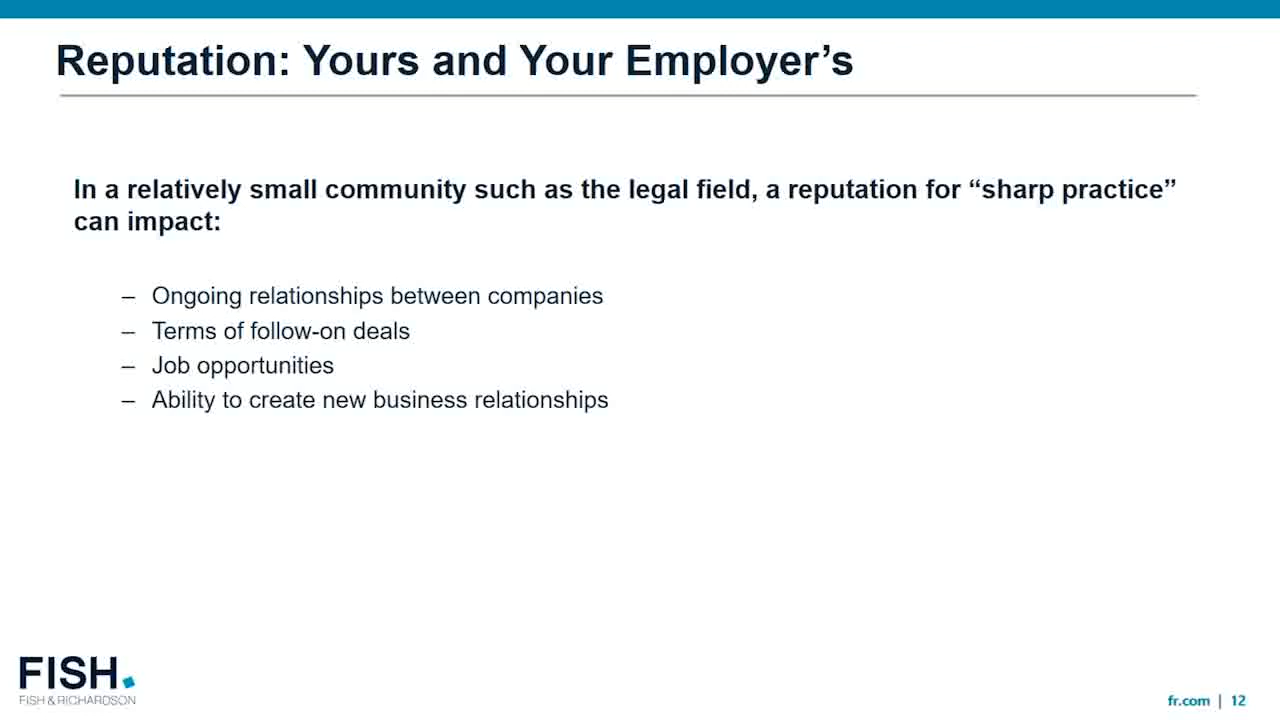 Reputation: Yours and Your Employer’s
In a relatively small community such as the legal field, a reputation for “sharp practice”
can impact:
– Ongoing relationships between companies
– Terms of follow-on deals
– Job opportunities
– Ability to create new business relationships
FISH.
FISH & RICHARDSON
fr.com | 12